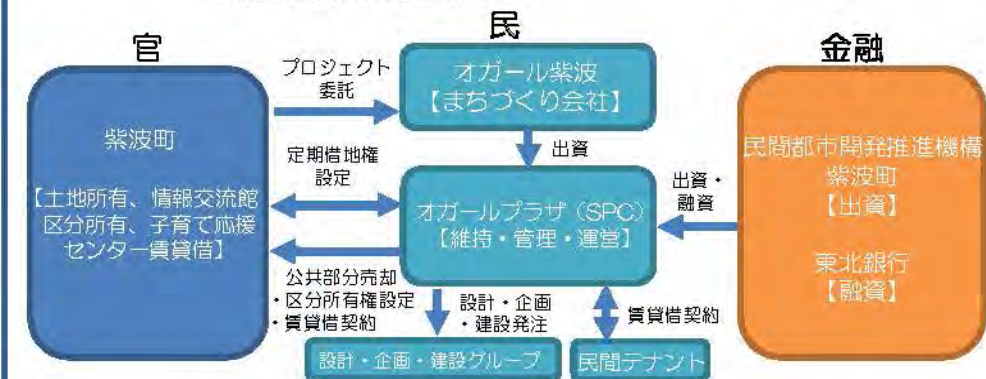 官
民
金融
紫波町
【土地所有、情報交流館
区分所有、子育て応援
センター賃貸借】
プロジェクト
委託
定期借地権
設定
公共部分売却
・区分所有権設定
・賃貸借契約
オガール紫波
【まちづくり会社】
出資
オガールプラザ(SPC)
【維持・管理・運営】
設計・企画
・建設発注
賃貸借契約
設計・企画・建設グループ
民間テナント
出資・
融資
民間都市開発推進機構
紫波町
【出資】
東北銀行
【融資】